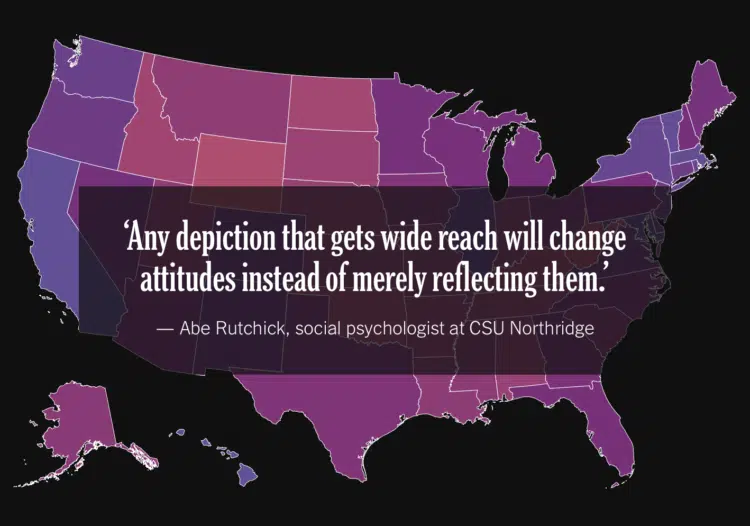 ‘Any depiction that gets wide reach will change
attitudes instead of merely reflecting them.’
— Abe Rutchick, social psychologist at CSU Northridge